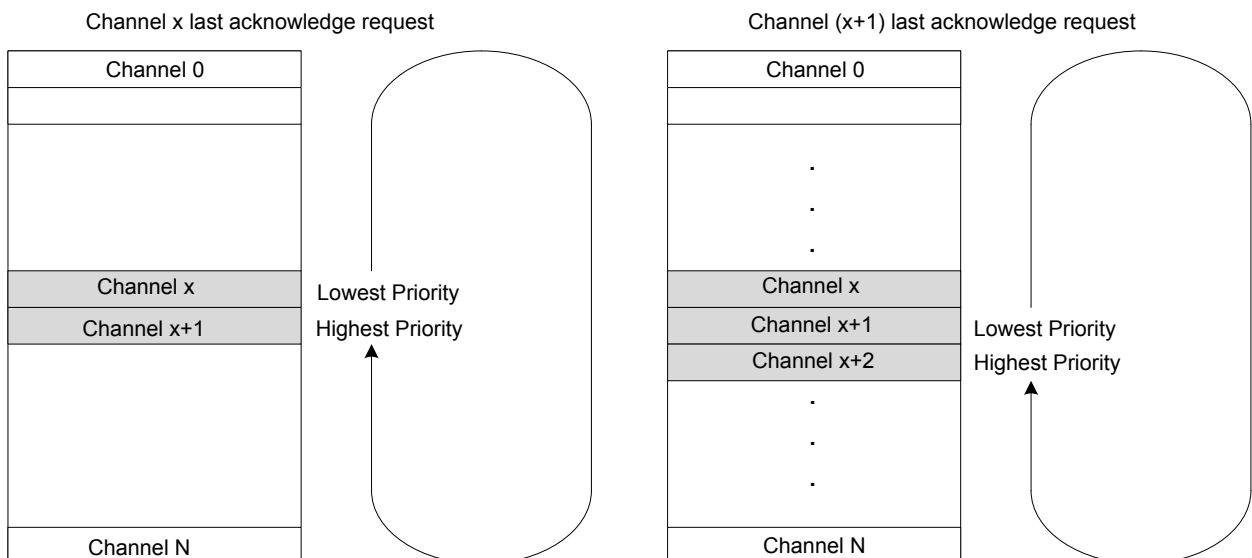 Channel x last acknowledge request
Channel 0
Channel x
Lowest Priority
Channel x+1
Highest Priority
Channel N
Channel (x+1) last acknowledge request
Channel 0
.
.
.
Channel x
Channel x+1
Lowest Priority
Channel x+2
Highest Priority
.
.
.
Channel N